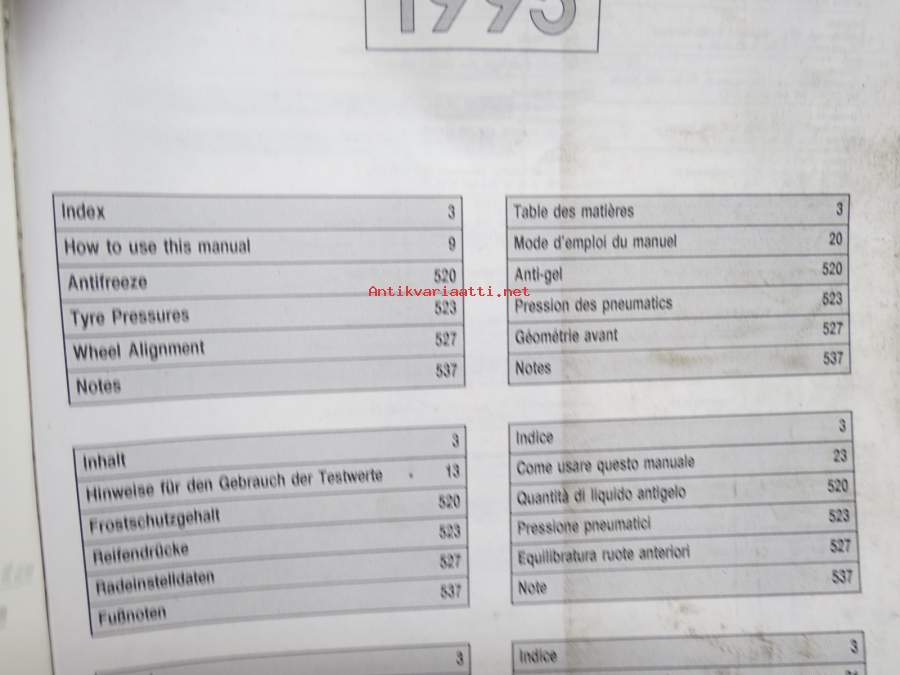 1995
Index 3
How to use this manual 9
Antifreeze 520
Tyre Pressures 523
Wheel Alignment 527
Notes 537
Table des matières 3
Mode d'emploi du manuel 20
Anti-gel 520
Pression des pneumatics 523
Géométrie avant 527
Notes 537
Antikvariaatti.net
Inhalt 3
Hinweise für den Gebrauch der Testwerte 13
Frostschutzgehalt 520
Reifendrücke 523
Radeinstelldaten 527
Fußnoten 537
Indice 3
Come usare questo manuale 23
Quantità di liquido antigelo 520
Pressione pneumatici 523
Equilibratura ruote anteriori 527
Note 537
3
Indice 3